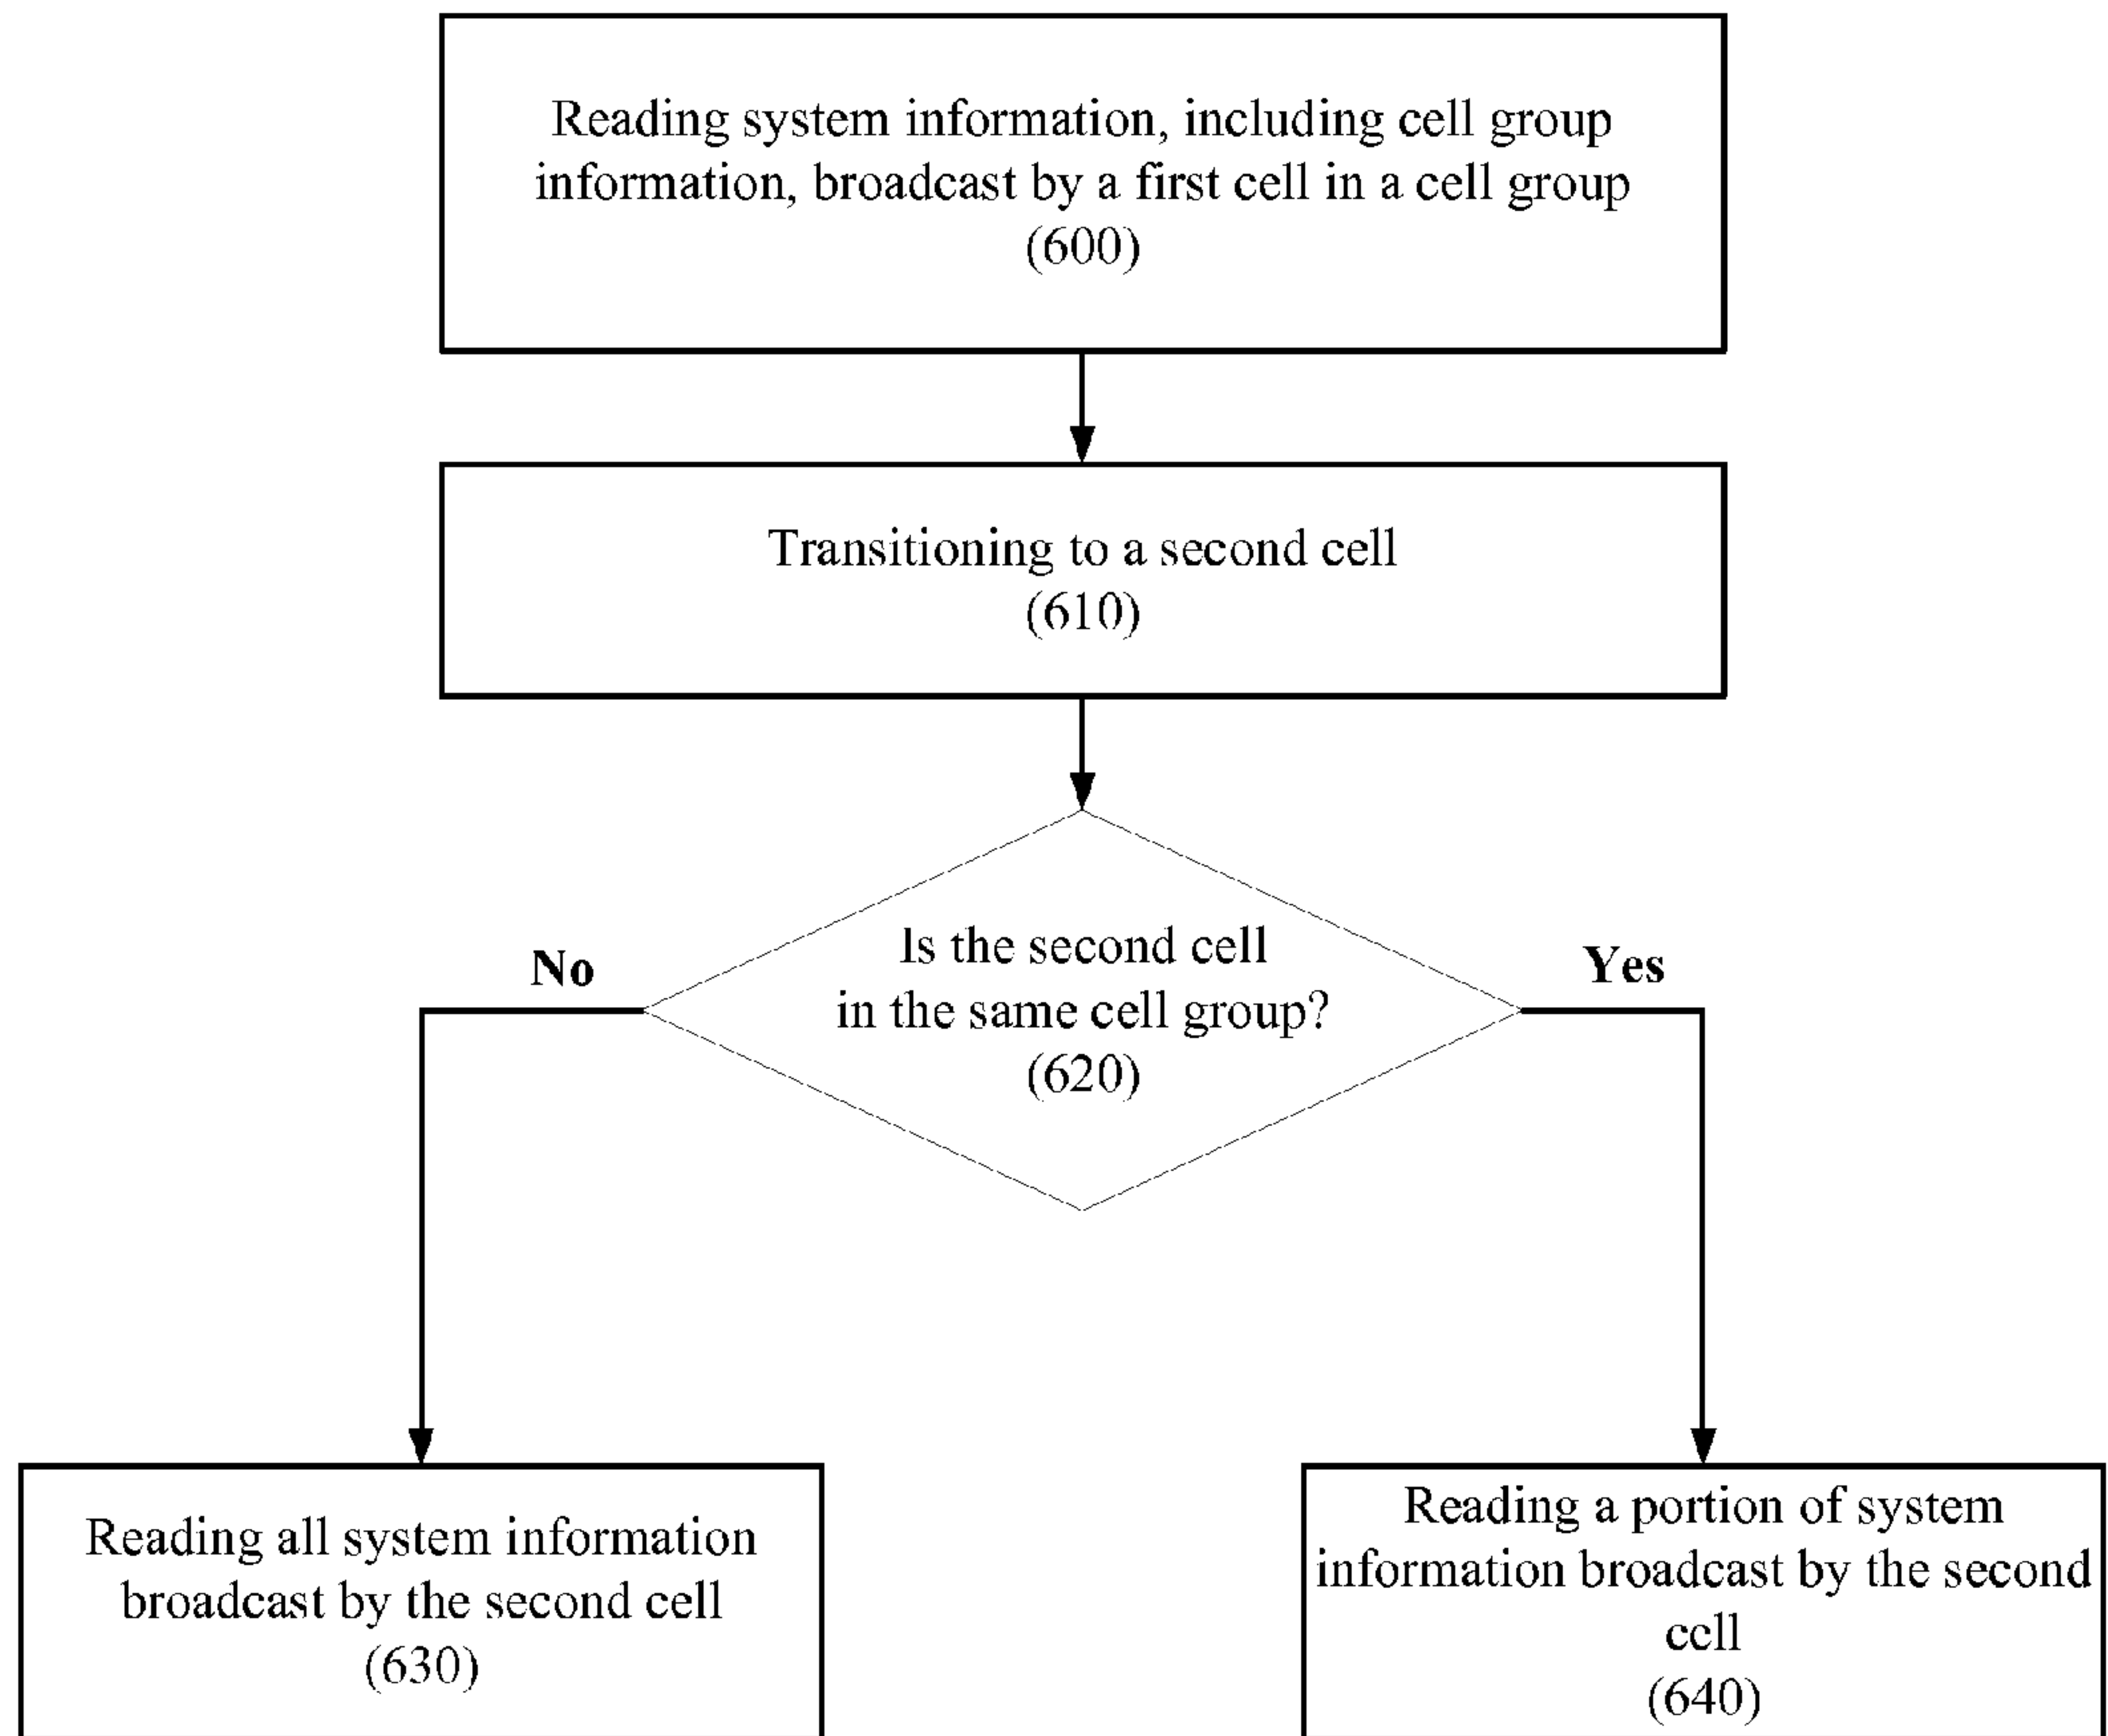 Reading system information, including cell group
information, broadcast by a first cell in a cell group
(600)
Transitioning to a second cell
(610)
Is the second cell
in the same cell group?
(620)
No
Yes
Reading all system information
broadcast by the second cell
(630)
Reading a portion of system
information broadcast by the second
cell
(640)